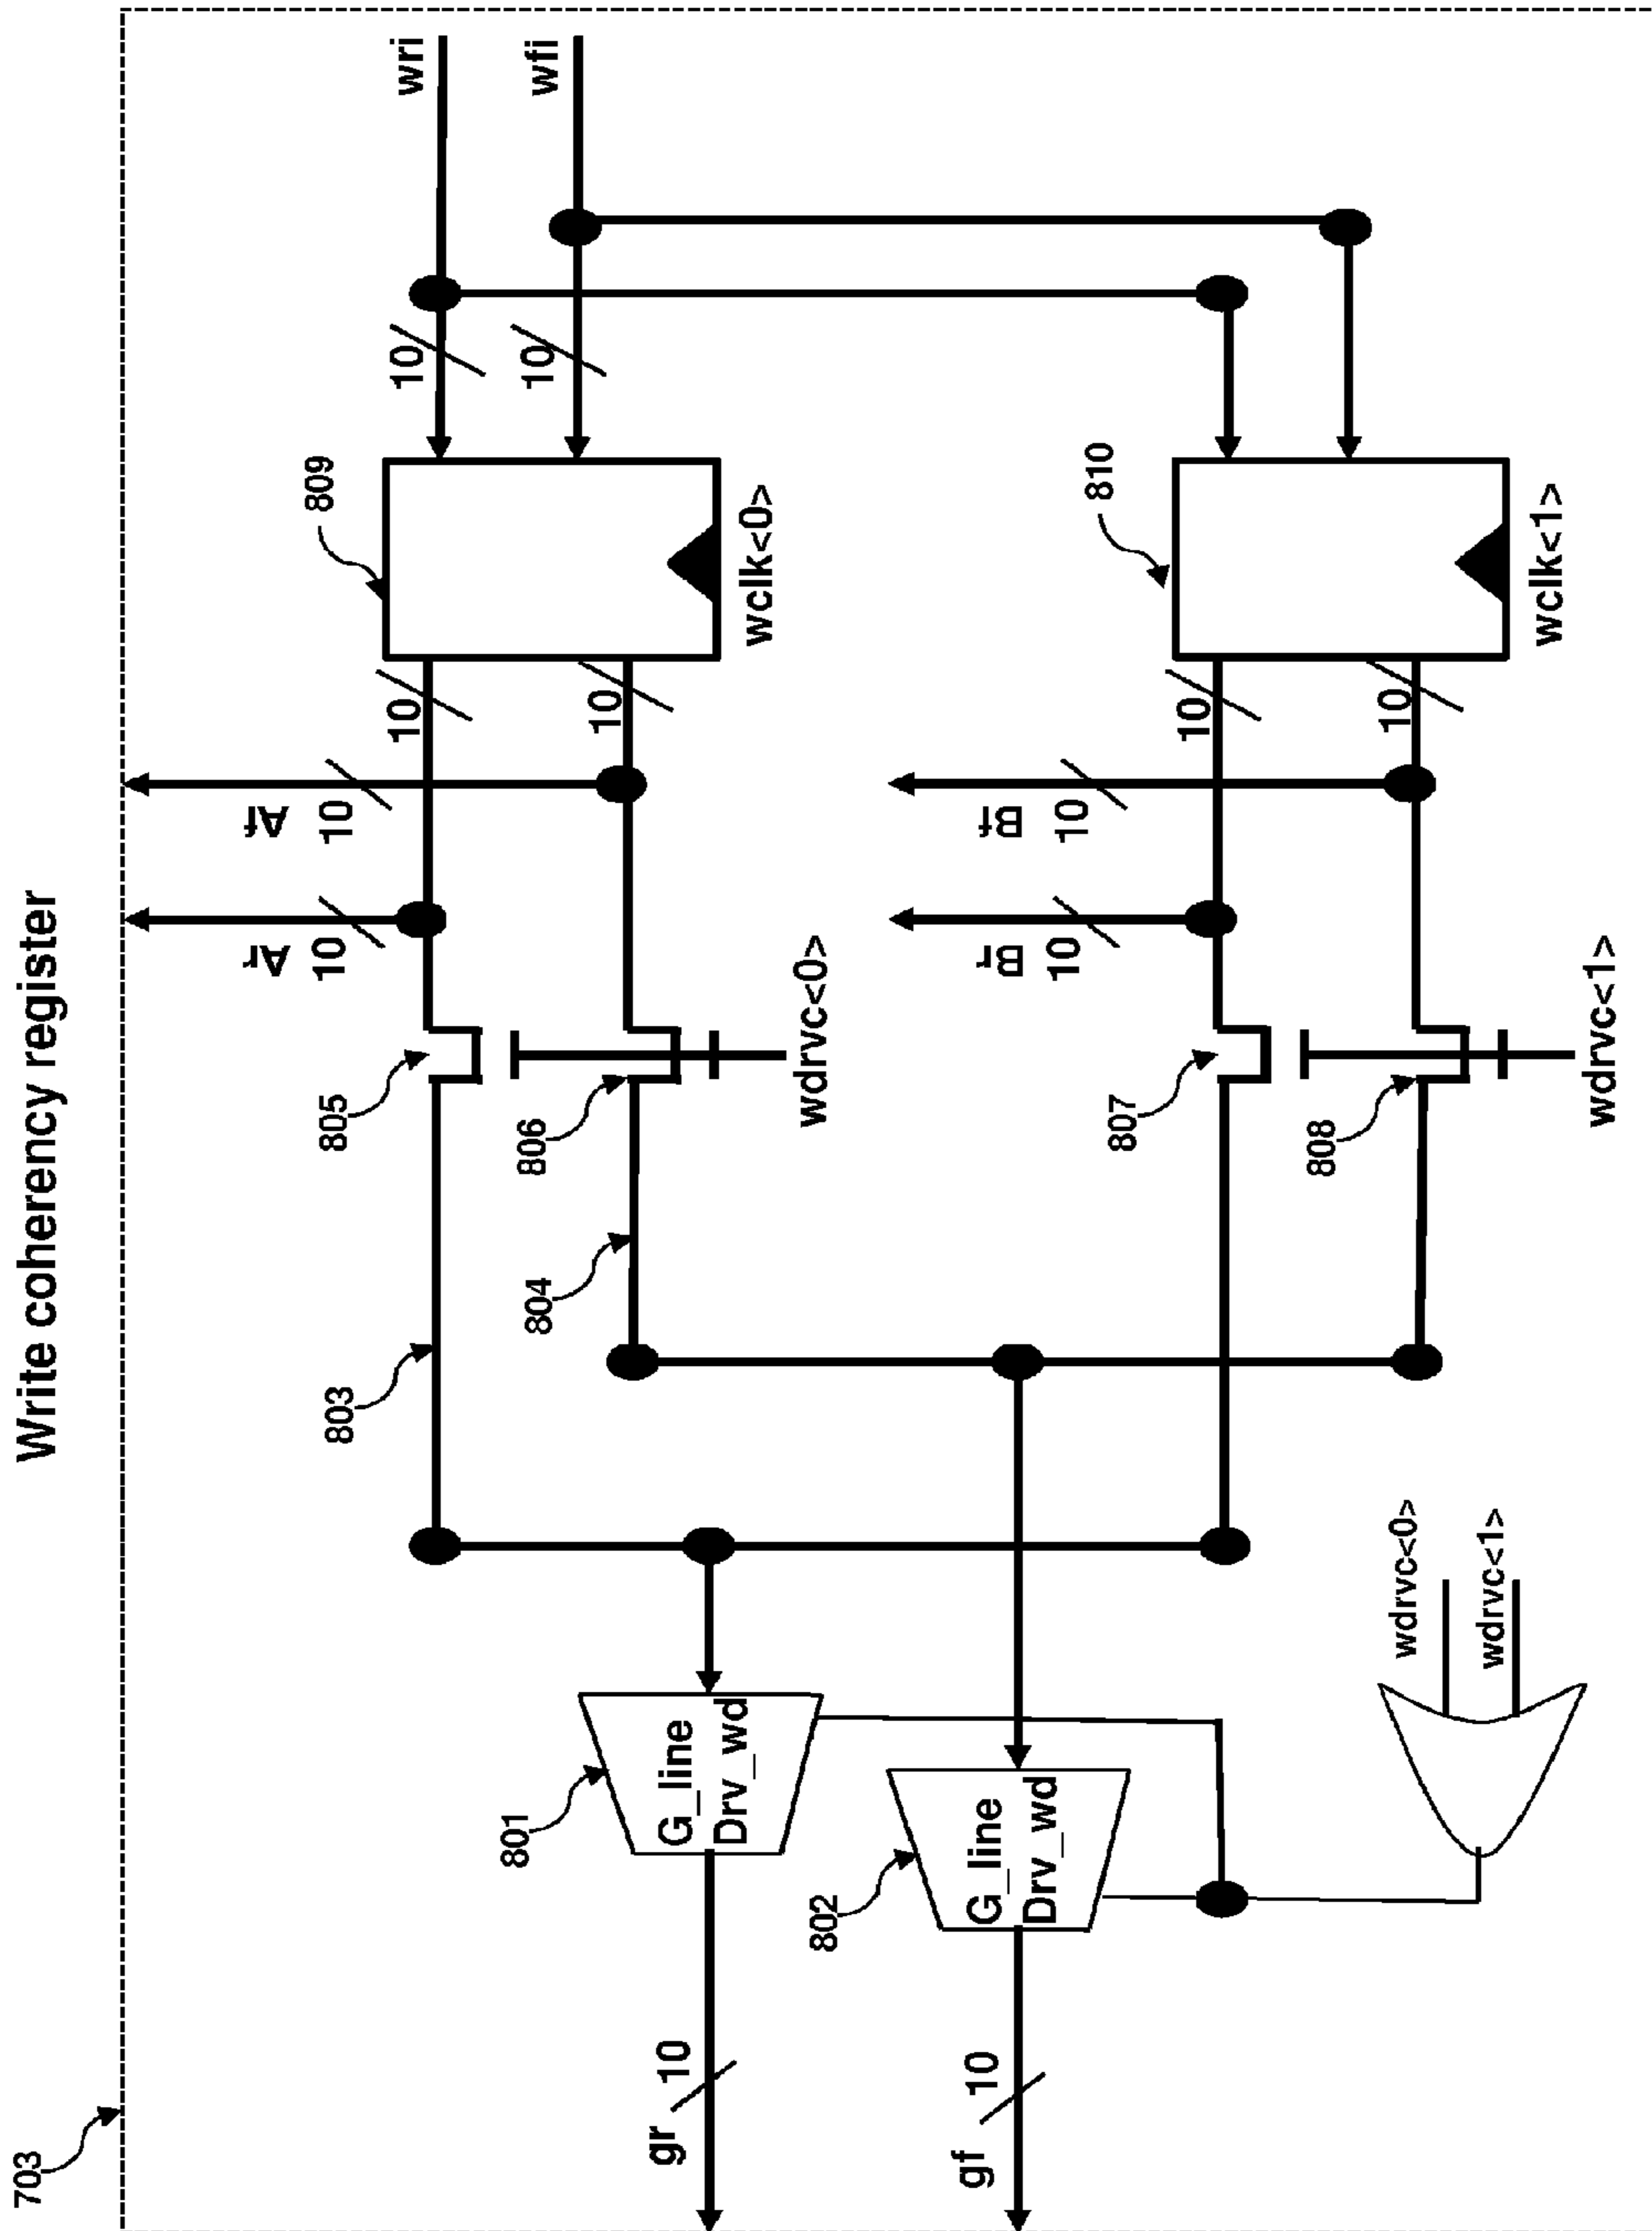 Write coherency register
703
wri
wfi
10
10
809
wclk<0>
810
wclk<1>
10
10
10
10
Af
10
Ar
10
Bf
10
Br
10
805
806
wdrvc<0>
807
808
wdrvc<1>
803
804
wdrvc<0>
wdrvc<1>
801
G_line
Drv_wd
802
G_line
Drv_wd
gr
10
gf
10